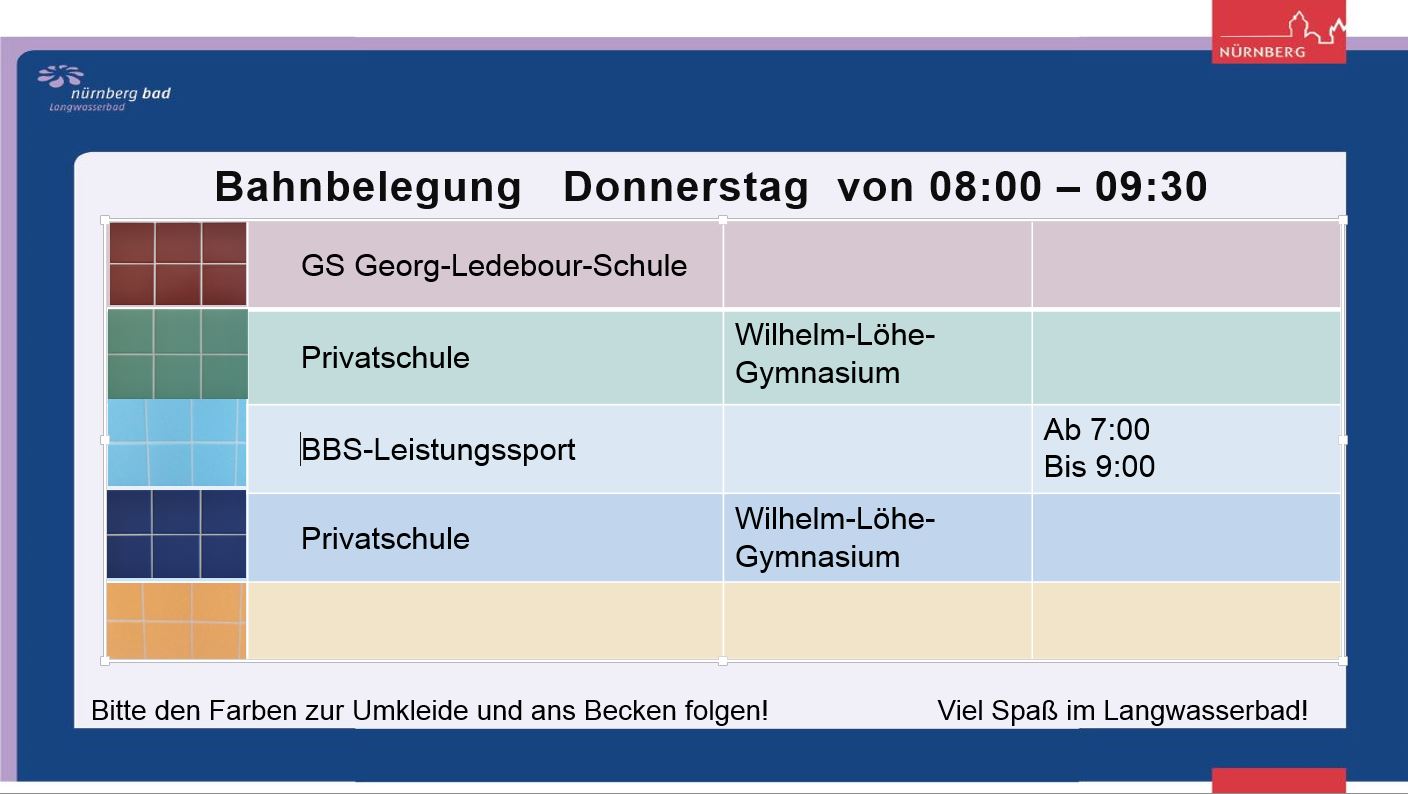 NÜRNBERG
nürnberg bad
Langwasserbad
Bahnbelegung Donnerstag von 08:00 – 09:30
GS Georg-Ledebour-Schule
Privatschule
Wilhelm-Löhe-
Gymnasium
BBS-Leistungssport
Ab 7:00
Bis 9:00
Privatschule
Wilhelm-Löhe-
Gymnasium
Bitte den Farben zur Umkleide und ans Becken folgen!
Viel Spaß im Langwasserbad!